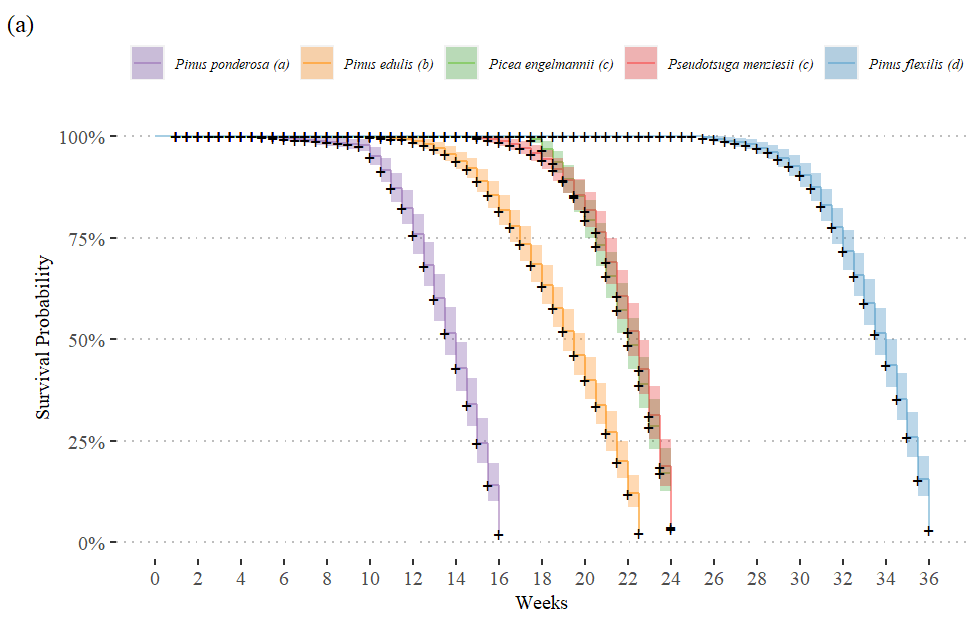 (a)
Pinus ponderosa (a) Pinus edulis (b) Picea engelmannii (c) Pseudotsuga menziesii (c) Pinus flexilis (d)
100%
75%
50%
25%
0%
Survival Probability
0 2 4 6 8 10 12 14 16 18 20 22 24 26 28 30 32 34 36
Weeks